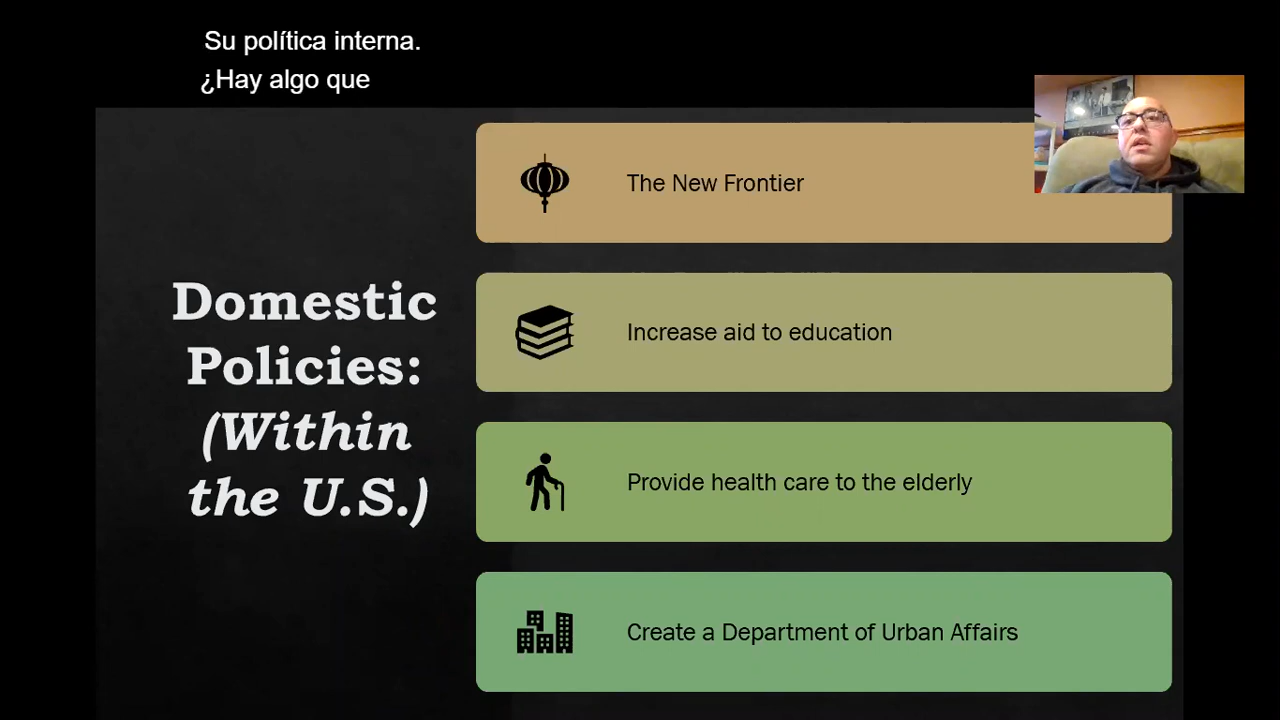 Su política interna.
¿Hay algo que
Domestic
Policies:
(Within
the U.S.)
The New Frontier
Increase aid to education
Provide health care to the elderly
Create a Department of Urban Affairs